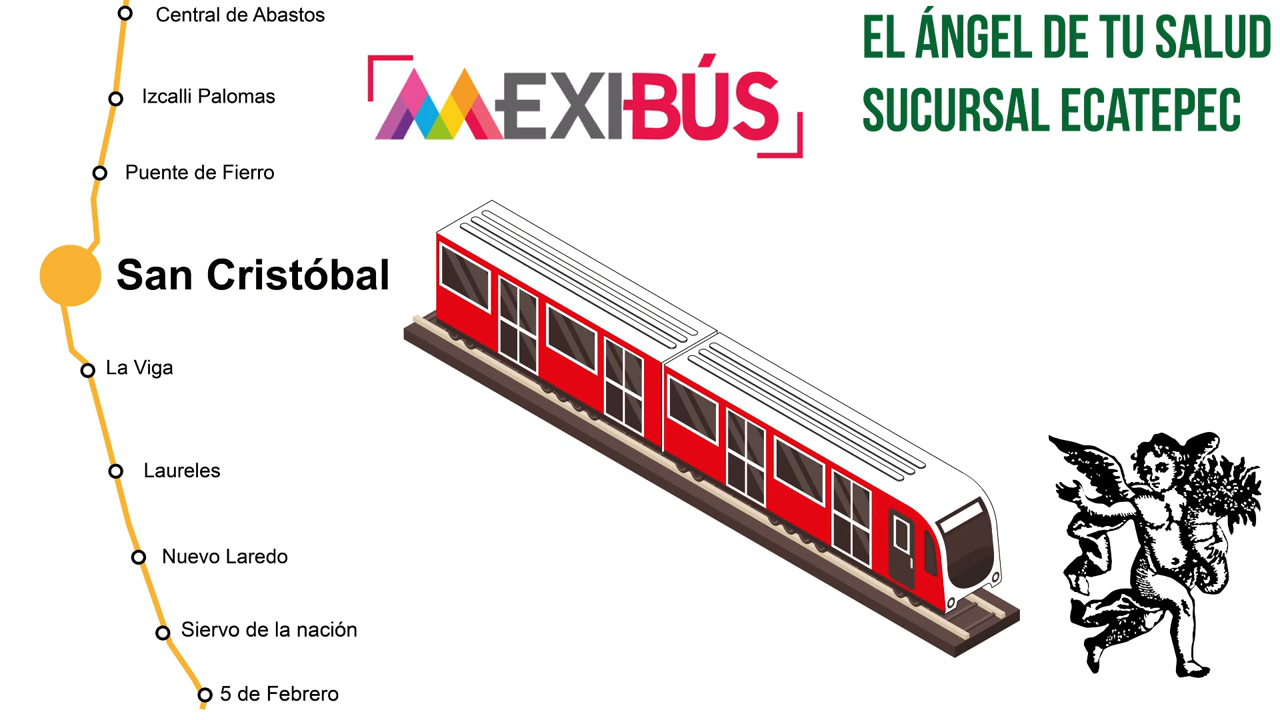 Central de Abastos
Izcalli Palomas
Puente de Fierro
San Cristóbal
La Viga
Laureles
Nuevo Laredo
Siervo de la nación
5 de Febrero
MEXIBÚS
EL ÁNGEL DE TU SALUD
SUCURSAL ECATEPEC